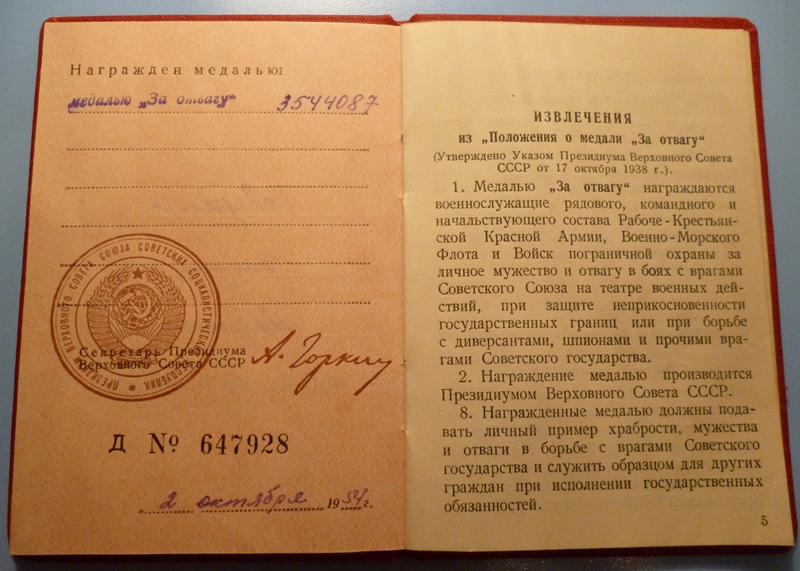 Награжден медалью:
медалью „За отвагу" 3544087
ПРЕЗИДИУМ ВЕРХОВНОГО СОВЕТА СОЮЗА СОВЕТСКИХ СОЦИАЛИСТИЧЕСКИХ РЕСПУБЛИК
Секретарь Президиума
Верховного Совета СССР
А. Горкин
Д № 647928
„2 октября 1954 г.
ИЗВЛЕЧЕНИЯ
из „Положения о медали „За отвагу"
(Утверждено Указом Президиума Верховного Совета
СССР от 17 октября 1938 г.).
1. Медалью „За отвагу" награждаются
военнослужащие рядового, командного и
начальствующего состава Рабоче-Крестьян-
ской Красной Армии, Военно-Морского
Флота и Войск пограничной охраны за
личное мужество и отвагу в боях с врагами
Советского Союза на театре военных дей-
ствий, при защите неприкосновенности
государственных границ или при борьбе
с диверсантами, шпионами и прочими вра-
гами Советского государства.
2. Награждение медалью производится
Президиумом Верховного Совета СССР.
8. Награжденные медалью должны пода-
вать личный пример храбрости, мужества
и отваги в борьбе с врагами Советского
государства и служить образцом для других
граждан при исполнении государственных
обязанностей.
5